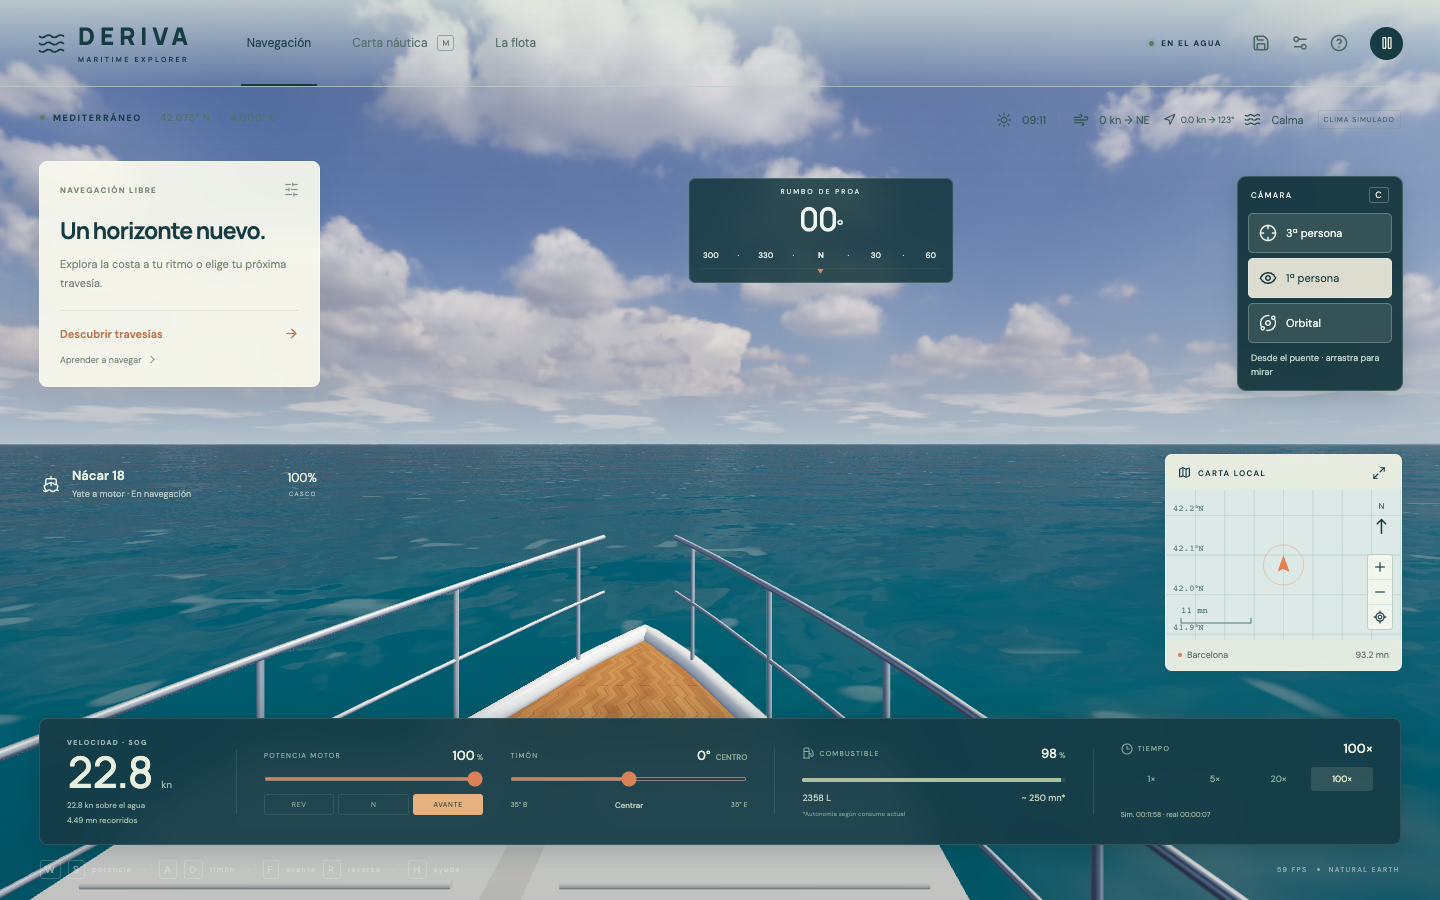 DERIVA
MARITIME EXPLORER
Navegación
Carta náutica M
La flota
EN EL AGUA
MEDITERRÁNEO 42.075° N
09:11
0 kn → NE
0.0 kn → 123°
Calma
CLIMA SIMULADO
NAVEGACIÓN LIBRE
Un horizonte nuevo.
Explora la costa a tu ritmo o elige tu próxima
travesía.
Descubrir travesías →
Aprender a navegar >
RUMBO DE PROA
00°
300 · 330 · N · 30 · 60
CÁMARA C
3ª persona
1ª persona
Orbital
Desde el puente · arrastra para
mirar
Nácar 18
Yate a motor · En navegación
100%
CASCO
CARTA LOCAL
N
42.2°N
42.1°N
42.0°N
11 mn
41.9°N
+
−
Barcelona 93.2 mn
VELOCIDAD · SOG
22.8 kn
22.8 kn sobre el agua
4.49 mn recorridos
POTENCIA MOTOR 100 %
REV N AVANTE
TIMÓN 0° CENTRO
35° B Centrar 35° E
COMBUSTIBLE 98 %
2358 L ~ 250 mn*
*Autonomía según consumo actual
TIEMPO 100×
1× 5× 20× 100×
Sim. 00:11:58 · real 00:00:07
W S potencia · A D timón · F avante R reversa · H ayuda
59 FPS • NATURAL EARTH